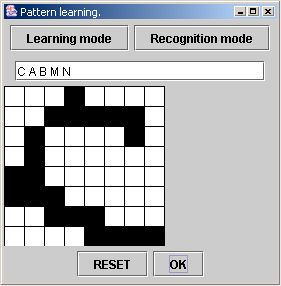 Pattern learning.
Learning mode Recognition mode
C A B M N
RESET OK